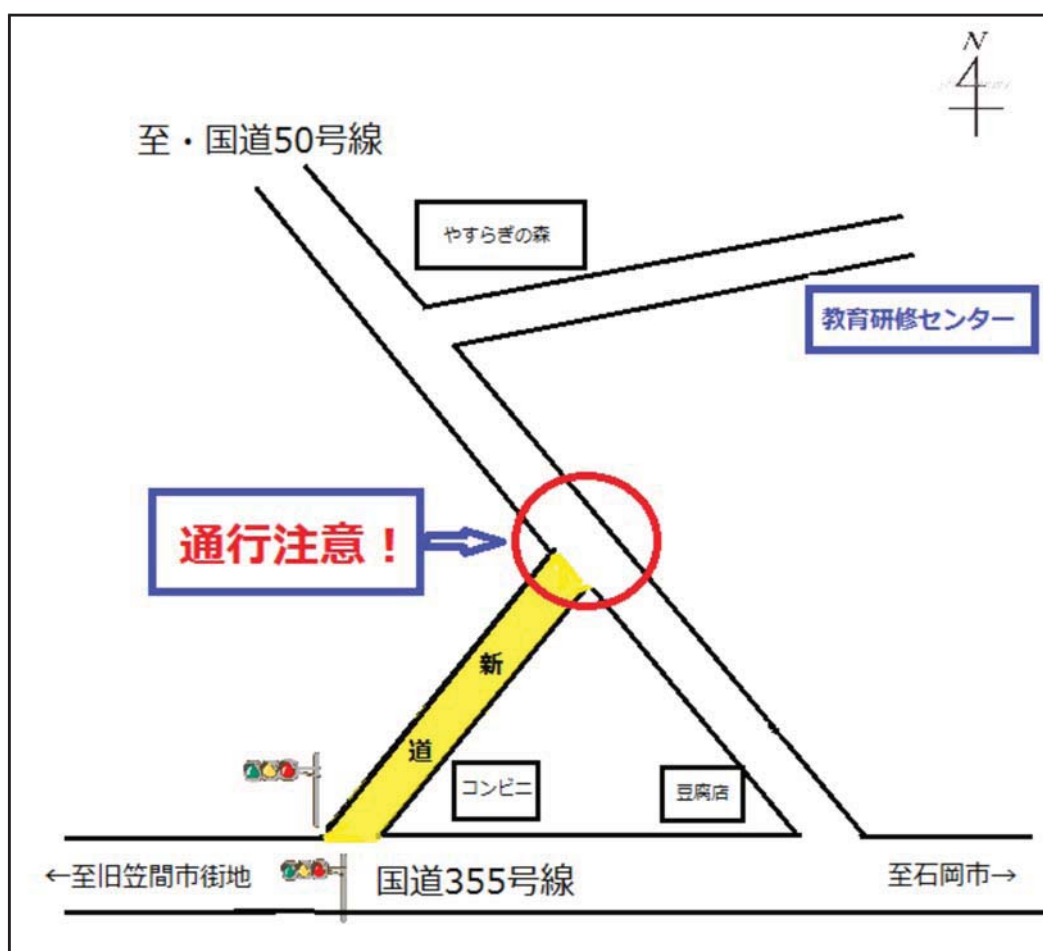 N
至・国道50号線
やすらぎの森
教育研修センター
通行注意！
新
道
コンビニ
豆腐店
←至旧笠間市街地
国道355号線
至石岡市→